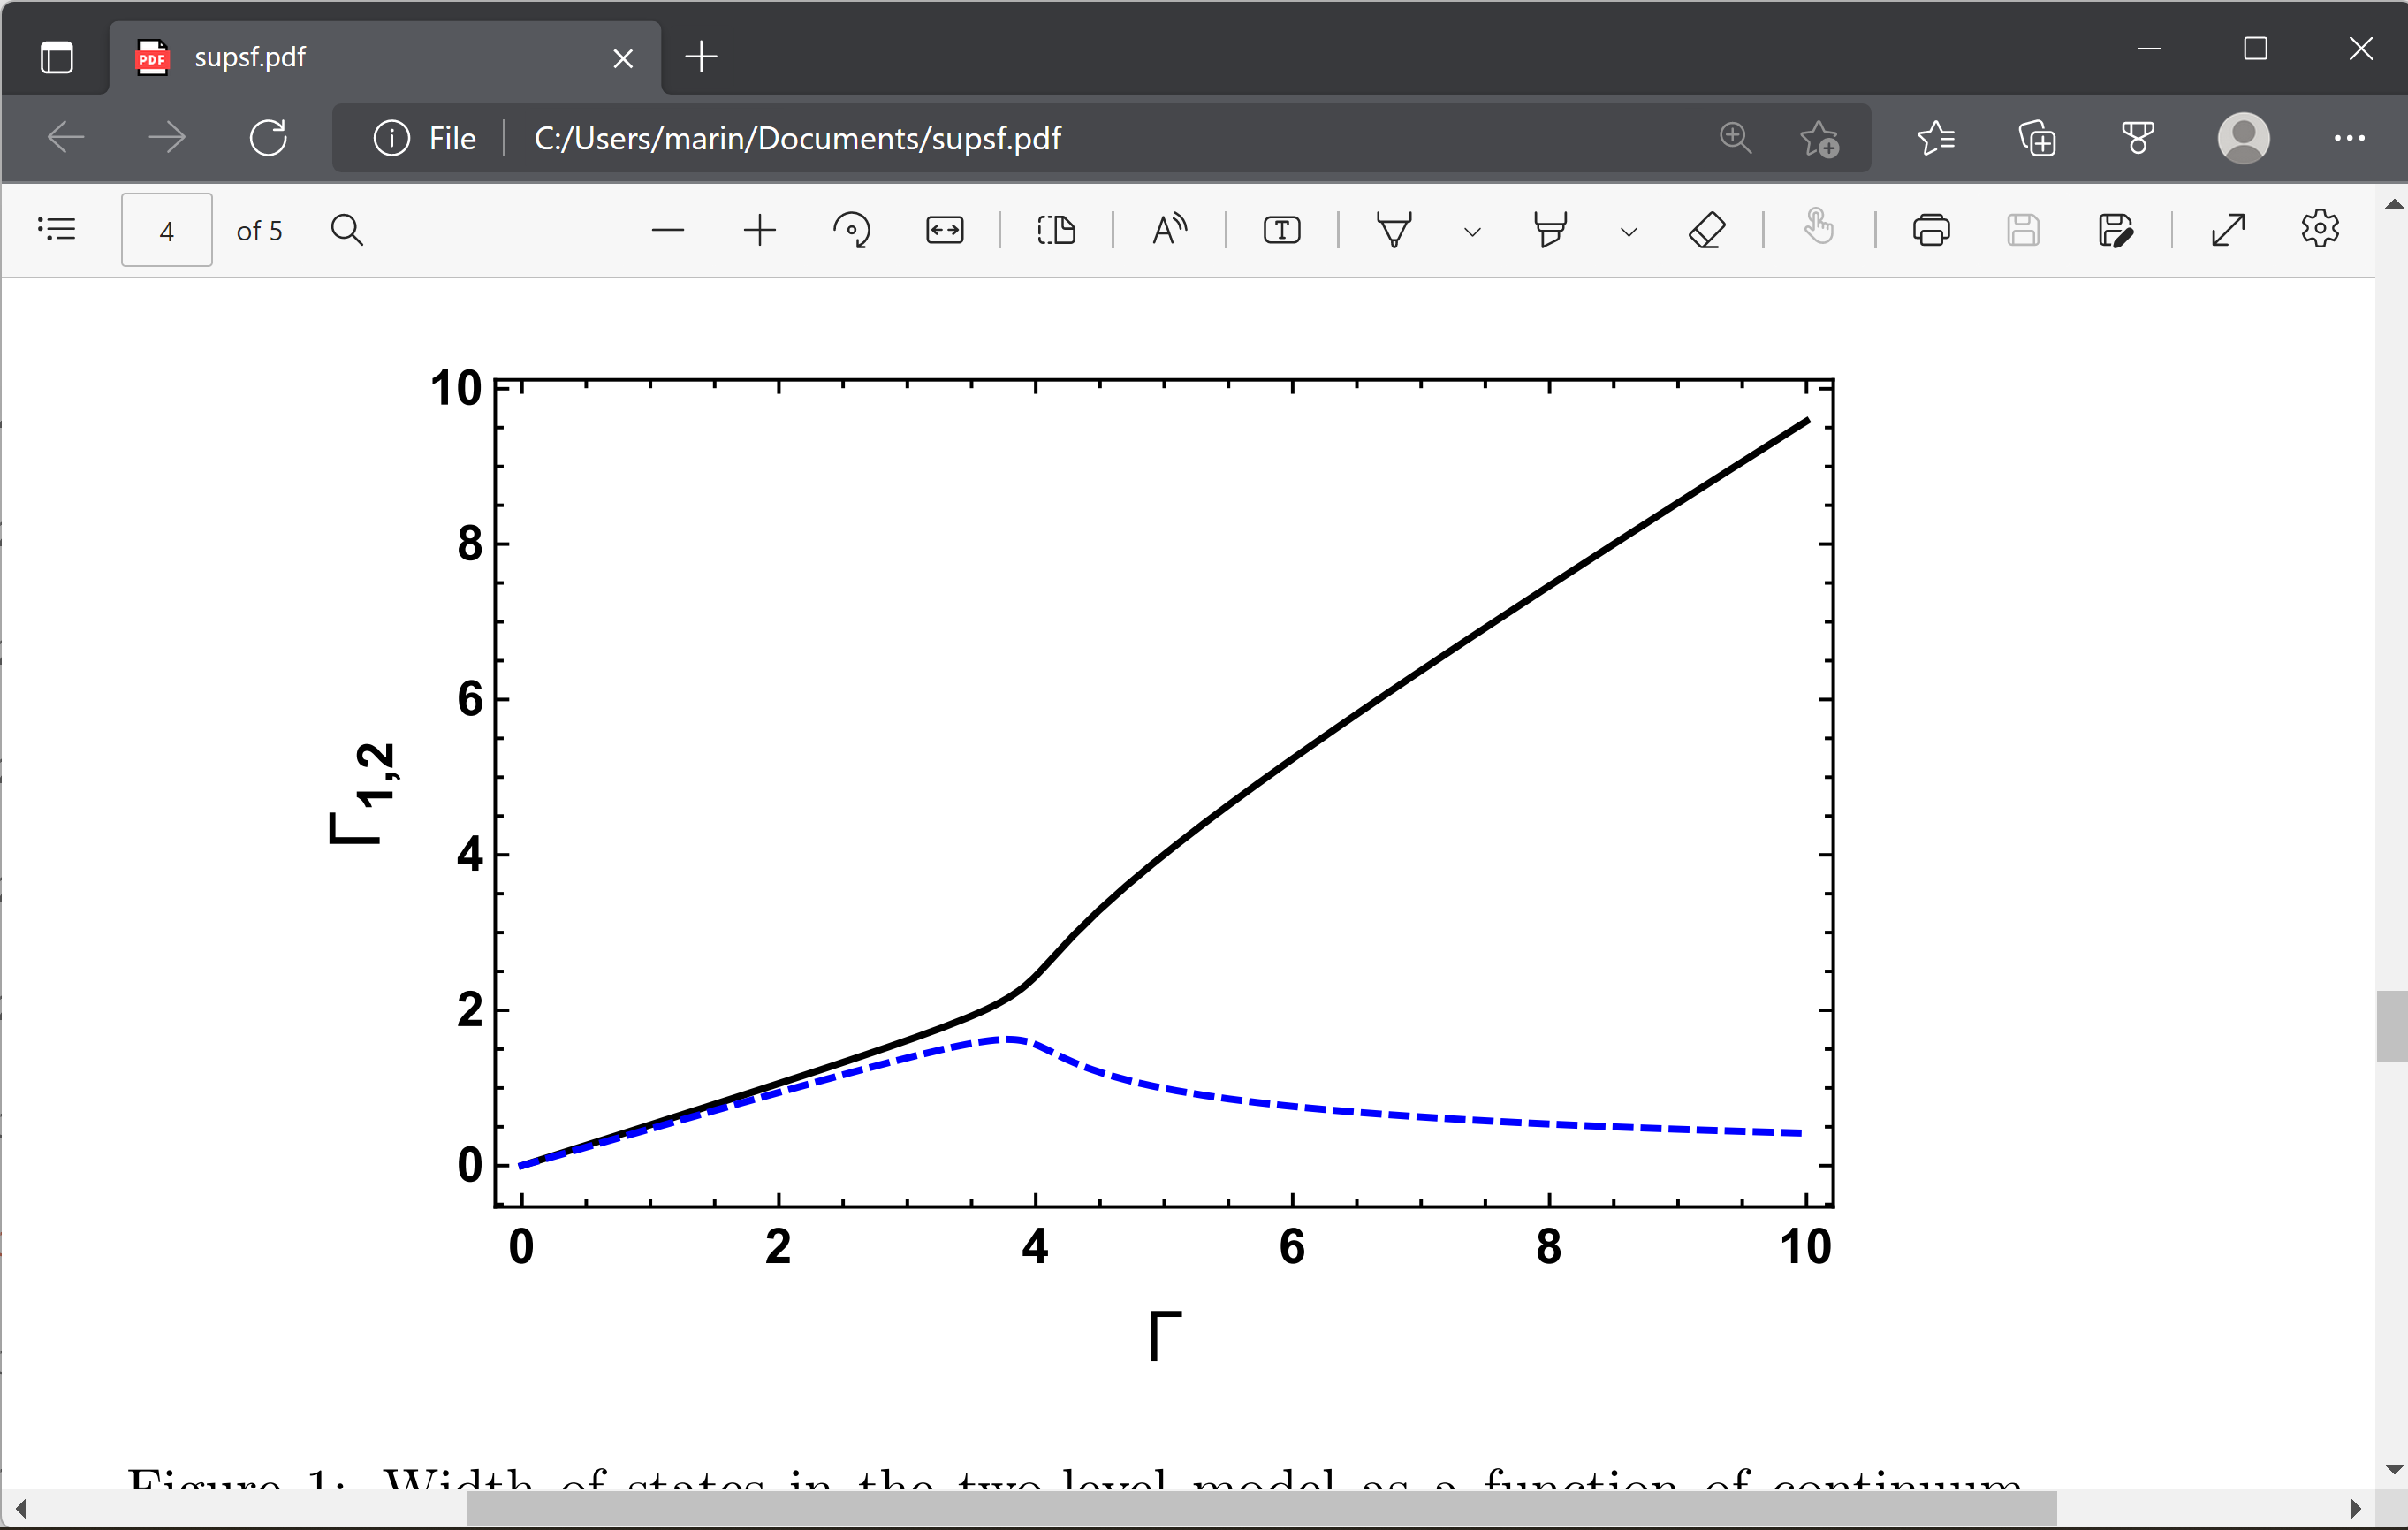 supsf.pdf
File C:/Users/marin/Documents/supsf.pdf
4 of 5
10
8
6
4
2
0
Γ1,2
0 2 4 6 8 10
Γ
Figure 1: Width of states in the two level model as a function of continuum